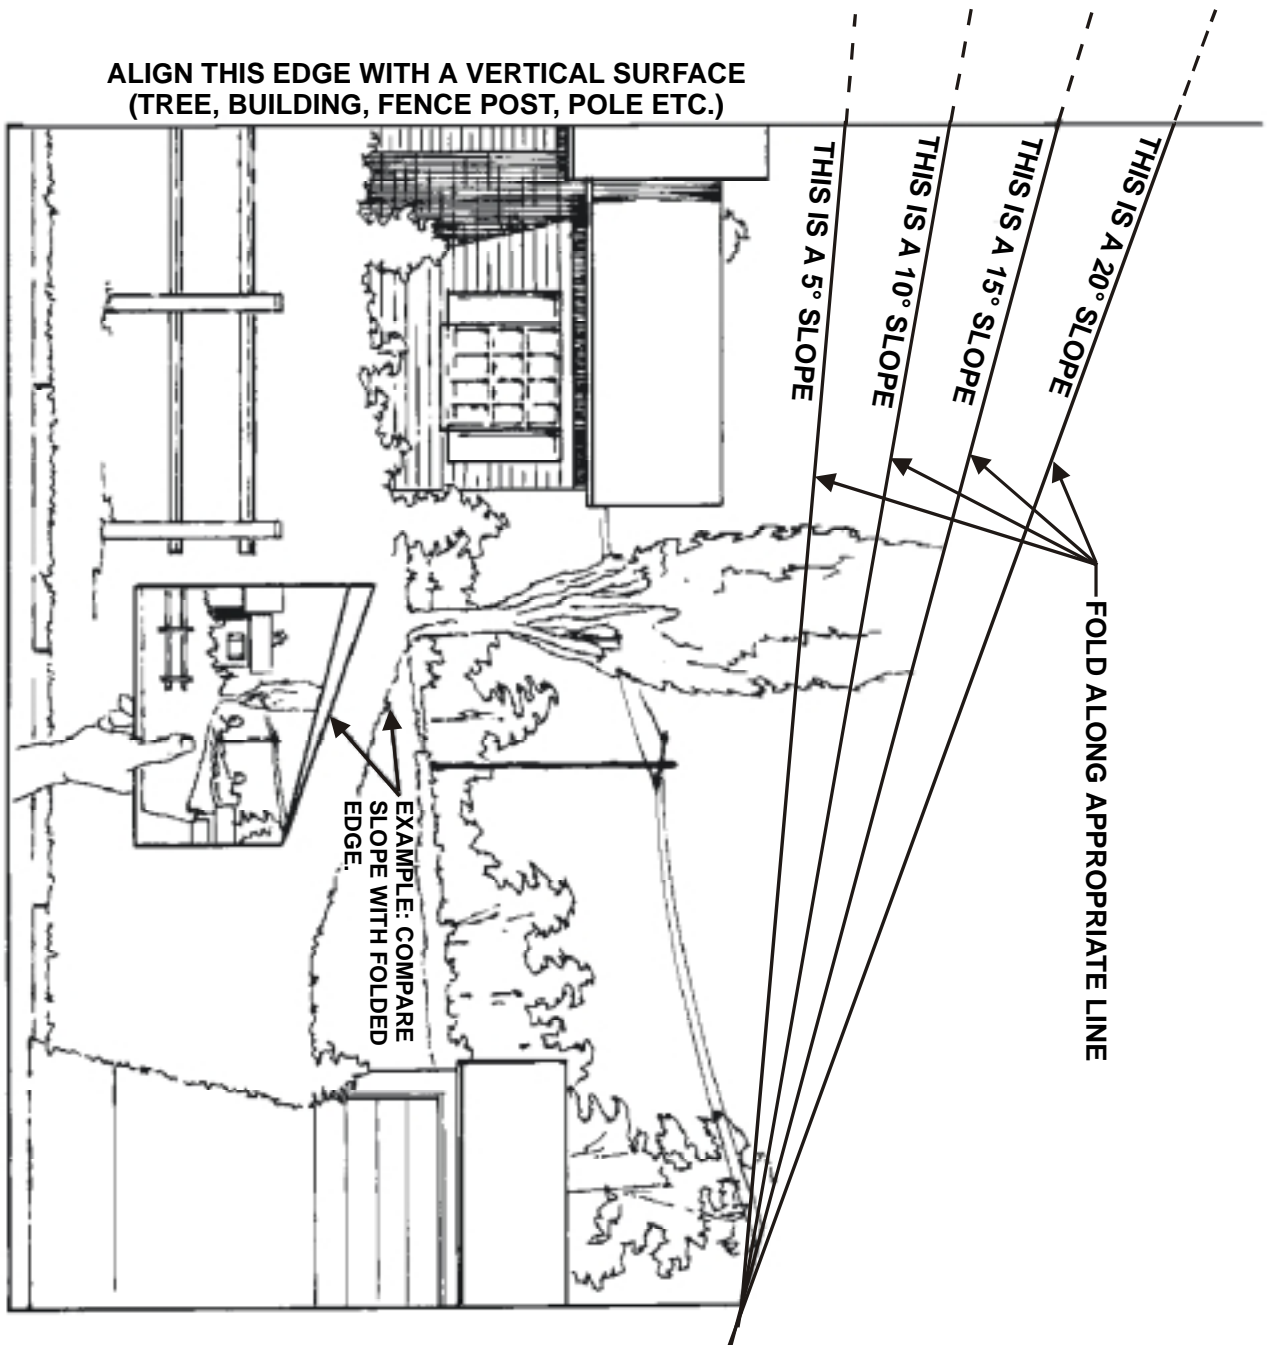 ALIGN THIS EDGE WITH A VERTICAL SURFACE
(TREE, BUILDING, FENCE POST, POLE ETC.)
THIS IS A 5° SLOPE
THIS IS A 10° SLOPE
THIS IS A 15° SLOPE
THIS IS A 20° SLOPE
FOLD ALONG APPROPRIATE LINE
EXAMPLE: COMPARE
SLOPE WITH FOLDED
EDGE.